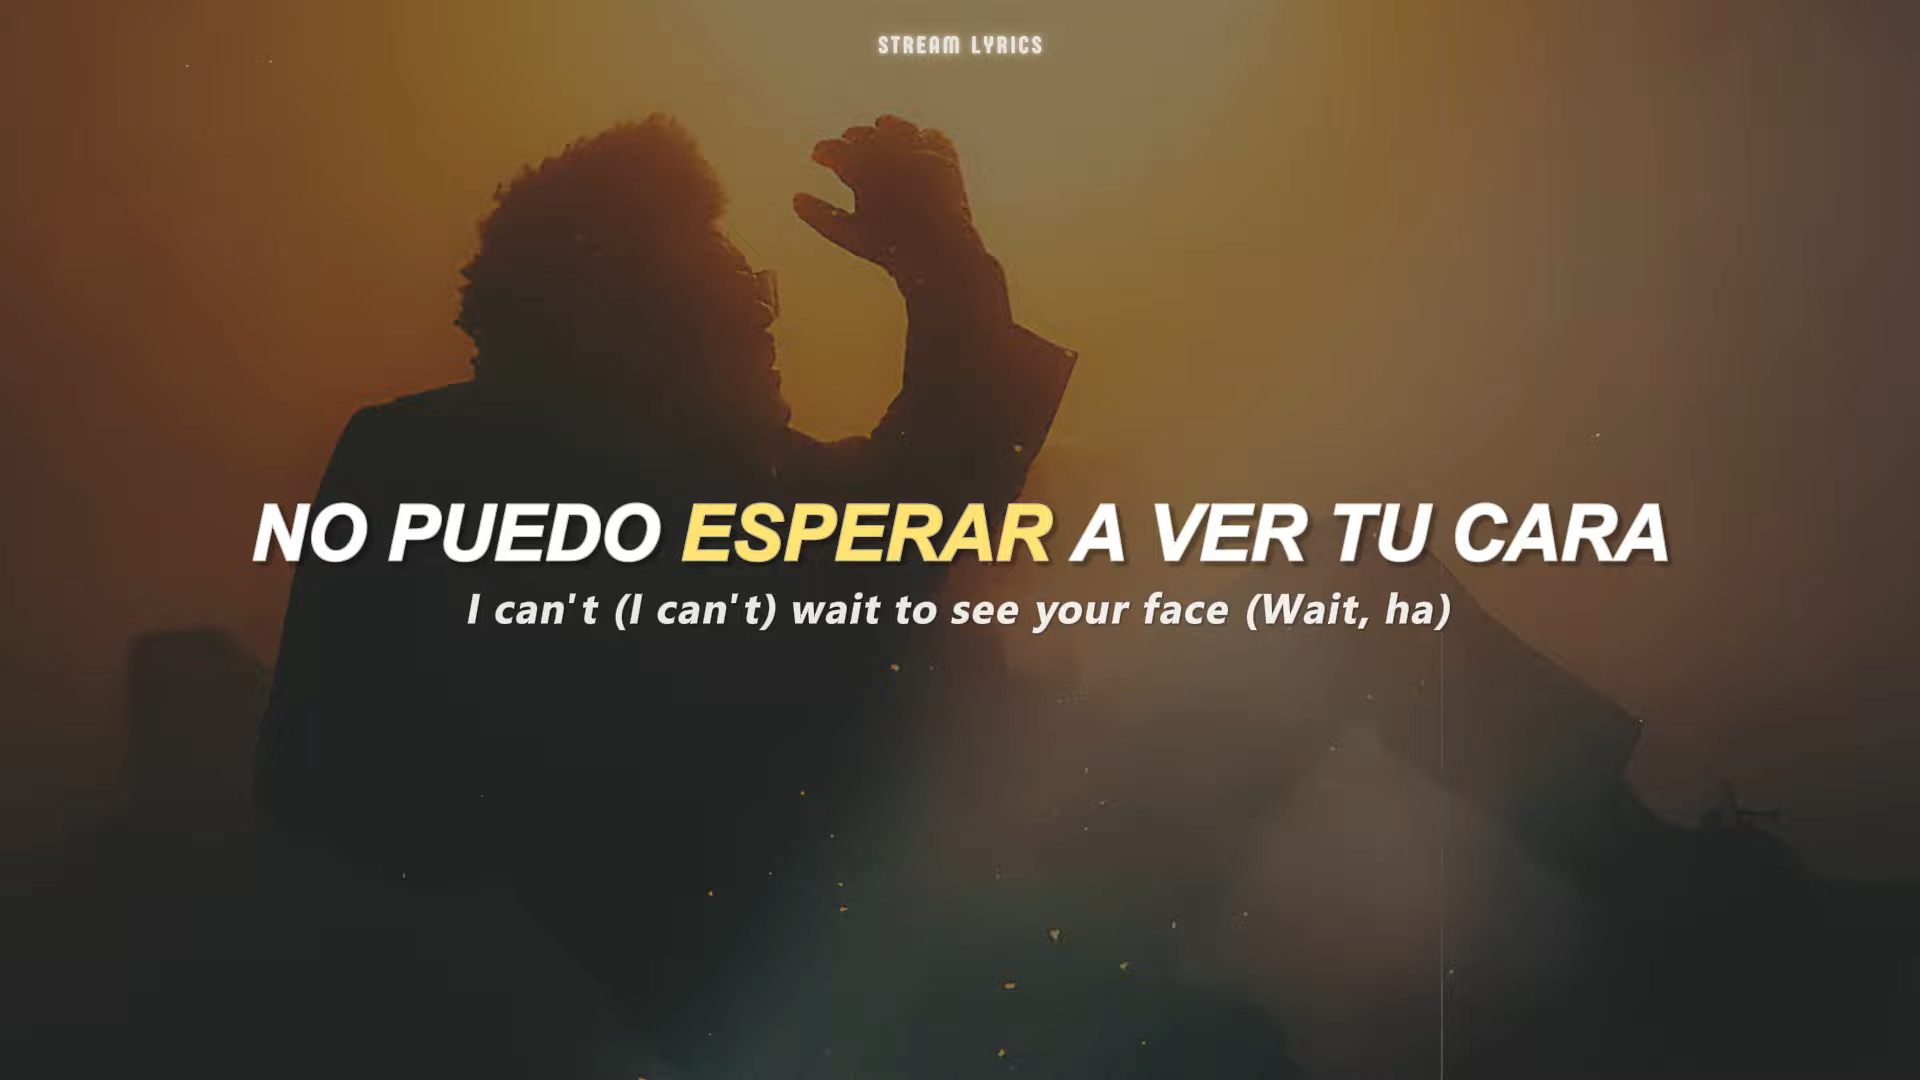 STREAM LYRICS
NO PUEDO ESPERAR A VER TU CARA
I can't (I can't) wait to see your face (Wait, ha)